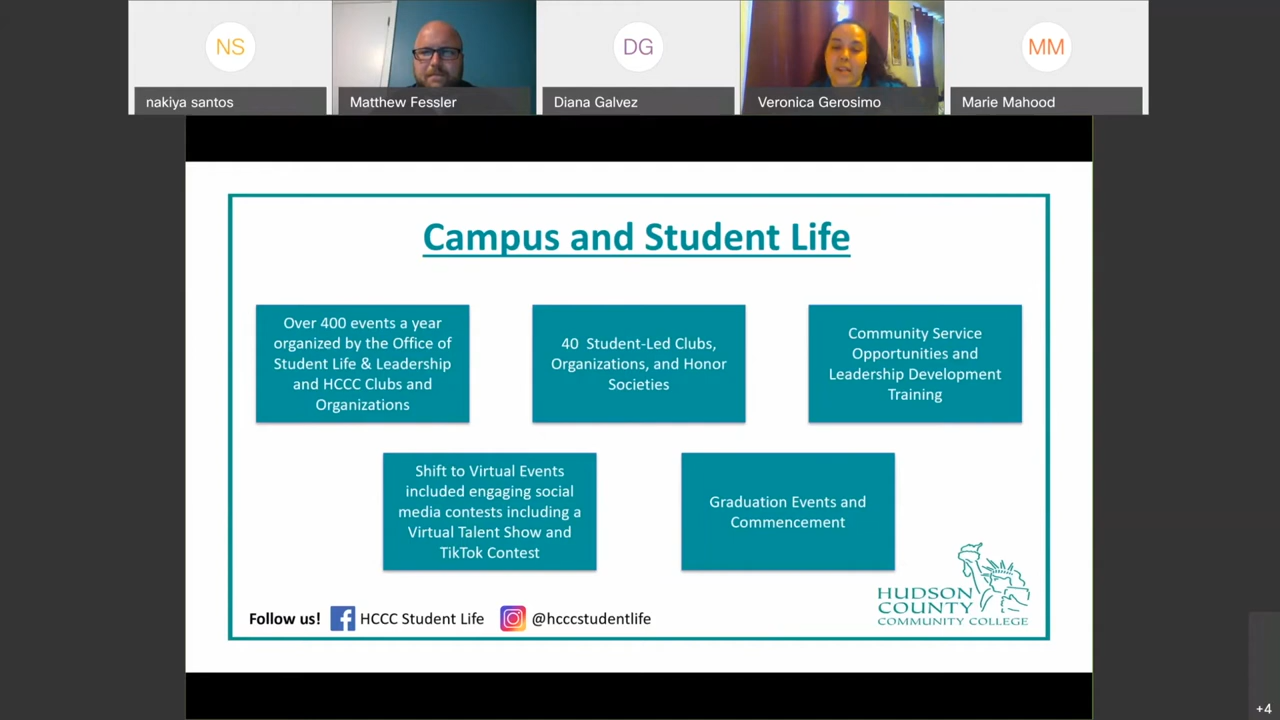 NS
DG
MM
nakiya santos
Matthew Fessler
Diana Galvez
Veronica Gerosimo
Marie Mahood
Campus and Student Life
Over 400 events a year
organized by the Office of
Student Life & Leadership
and HCCC Clubs and
Organizations
40 Student-Led Clubs,
Organizations, and Honor
Societies
Community Service
Opportunities and
Leadership Development
Training
Shift to Virtual Events
included engaging social
media contests including a
Virtual Talent Show and
TikTok Contest
Graduation Events and
Commencement
Follow us! HCCC Student Life @hcccstudentlife
HUDSON
COUNTY
COMMUNITY COLLEGE
+4